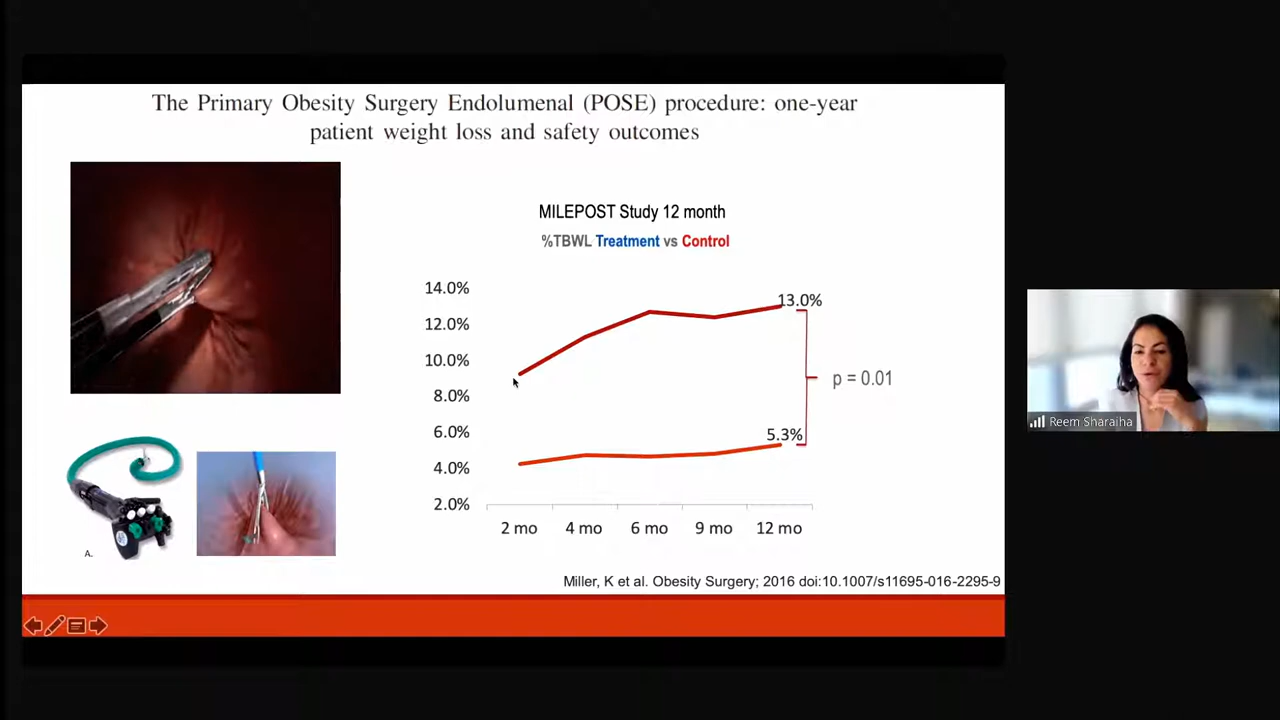 The Primary Obesity Surgery Endolumenal (POSE) procedure: one-year
patient weight loss and safety outcomes
MILEPOST Study 12 month
%TBWL Treatment vs Control
14.0%
12.0%
10.0%
8.0%
6.0%
4.0%
2.0%
13.0%
p = 0.01
5.3%
2 mo 4 mo 6 mo 9 mo 12 mo
A.
Miller, K et al. Obesity Surgery; 2016 doi:10.1007/s11695-016-2295-9
Reem Sharaiha